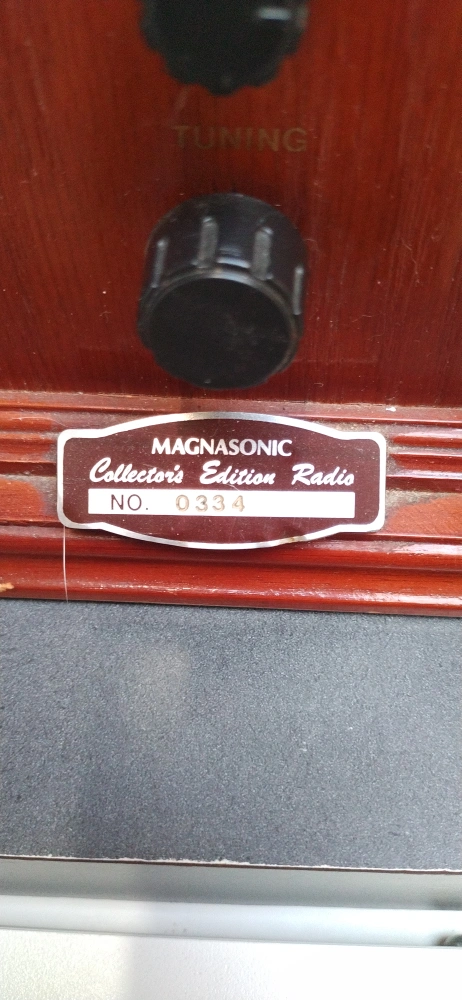 TUNING
MAGNASONIC
Collector's Edition Radio
NO. 0334